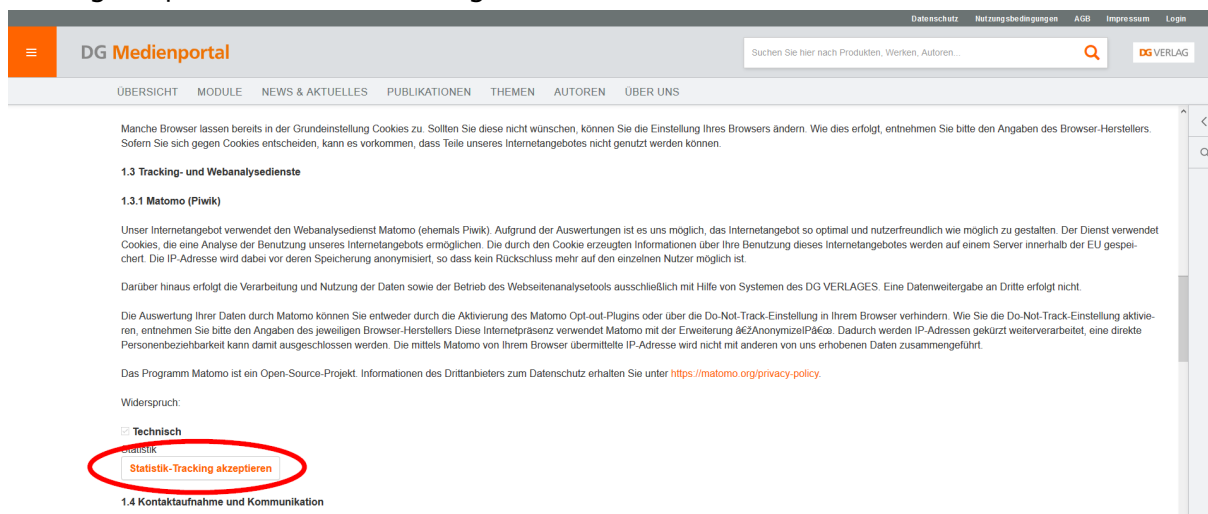 Datenschutz Nutzungsbedingungen AGB Impressum Login
DG Medienportal
Suchen Sie hier nach Produkten, Werken, Autoren...
DG VERLAG
ÜBERSICHT MODULE NEWS & AKTUELLES PUBLIKATIONEN THEMEN AUTOREN ÜBER UNS
Manche Browser lassen bereits in der Grundeinstellung Cookies zu. Sollten Sie diese nicht wünschen, können Sie die Einstellung Ihres Browsers ändern. Wie dies erfolgt, entnehmen Sie bitte den Angaben des Browser-Herstellers.
Sofern Sie sich gegen Cookies entscheiden, kann es vorkommen, dass Teile unseres Internetangebotes nicht genutzt werden können.
1.3 Tracking- und Webanalysedienste
1.3.1 Matomo (Piwik)
Unser Internetangebot verwendet den Webanalysedienst Matomo (ehemals Piwik). Aufgrund der Auswertungen ist es uns möglich, das Internetangebot so optimal und nutzerfreundlich wie möglich zu gestalten. Der Dienst verwendet
Cookies, die eine Analyse der Benutzung unseres Internetangebots ermöglichen. Die durch den Cookie erzeugten Informationen über Ihre Benutzung dieses Internetangebotes werden auf einem Server innerhalb der EU gespei-
chert. Die IP-Adresse wird dabei vor deren Speicherung anonymisiert, so dass kein Rückschluss mehr auf den einzelnen Nutzer möglich ist.
Darüber hinaus erfolgt die Verarbeitung und Nutzung der Daten sowie der Betrieb des Webseitenanalysetools ausschließlich mit Hilfe von Systemen des DG VERLAGES. Eine Datenweitergabe an Dritte erfolgt nicht.
Die Auswertung Ihrer Daten durch Matomo können Sie entweder durch die Aktivierung des Matomo Opt-out-Plugins oder über die Do-Not-Track-Einstellung in Ihrem Browser verhindern. Wie Sie die Do-Not-Track-Einstellung aktivie-
ren, entnehmen Sie bitte den Angaben des jeweiligen Browser-Herstellers Diese Internetpräsenz verwendet Matomo mit der Erweiterung â€žAnonymizeIPâ€œ. Dadurch werden IP-Adressen gekürzt weiterverarbeitet, eine direkte
Personenbeziehbarkeit kann damit ausgeschlossen werden. Die mittels Matomo von Ihrem Browser übermittelte IP-Adresse wird nicht mit anderen von uns erhobenen Daten zusammengeführt.
Das Programm Matomo ist ein Open-Source-Projekt. Informationen des Drittanbieters zum Datenschutz erhalten Sie unter https://matomo.org/privacy-policy.
Widerspruch:
Technisch
Statistik
Statistik-Tracking akzeptieren
1.4 Kontaktaufnahme und Kommunikation